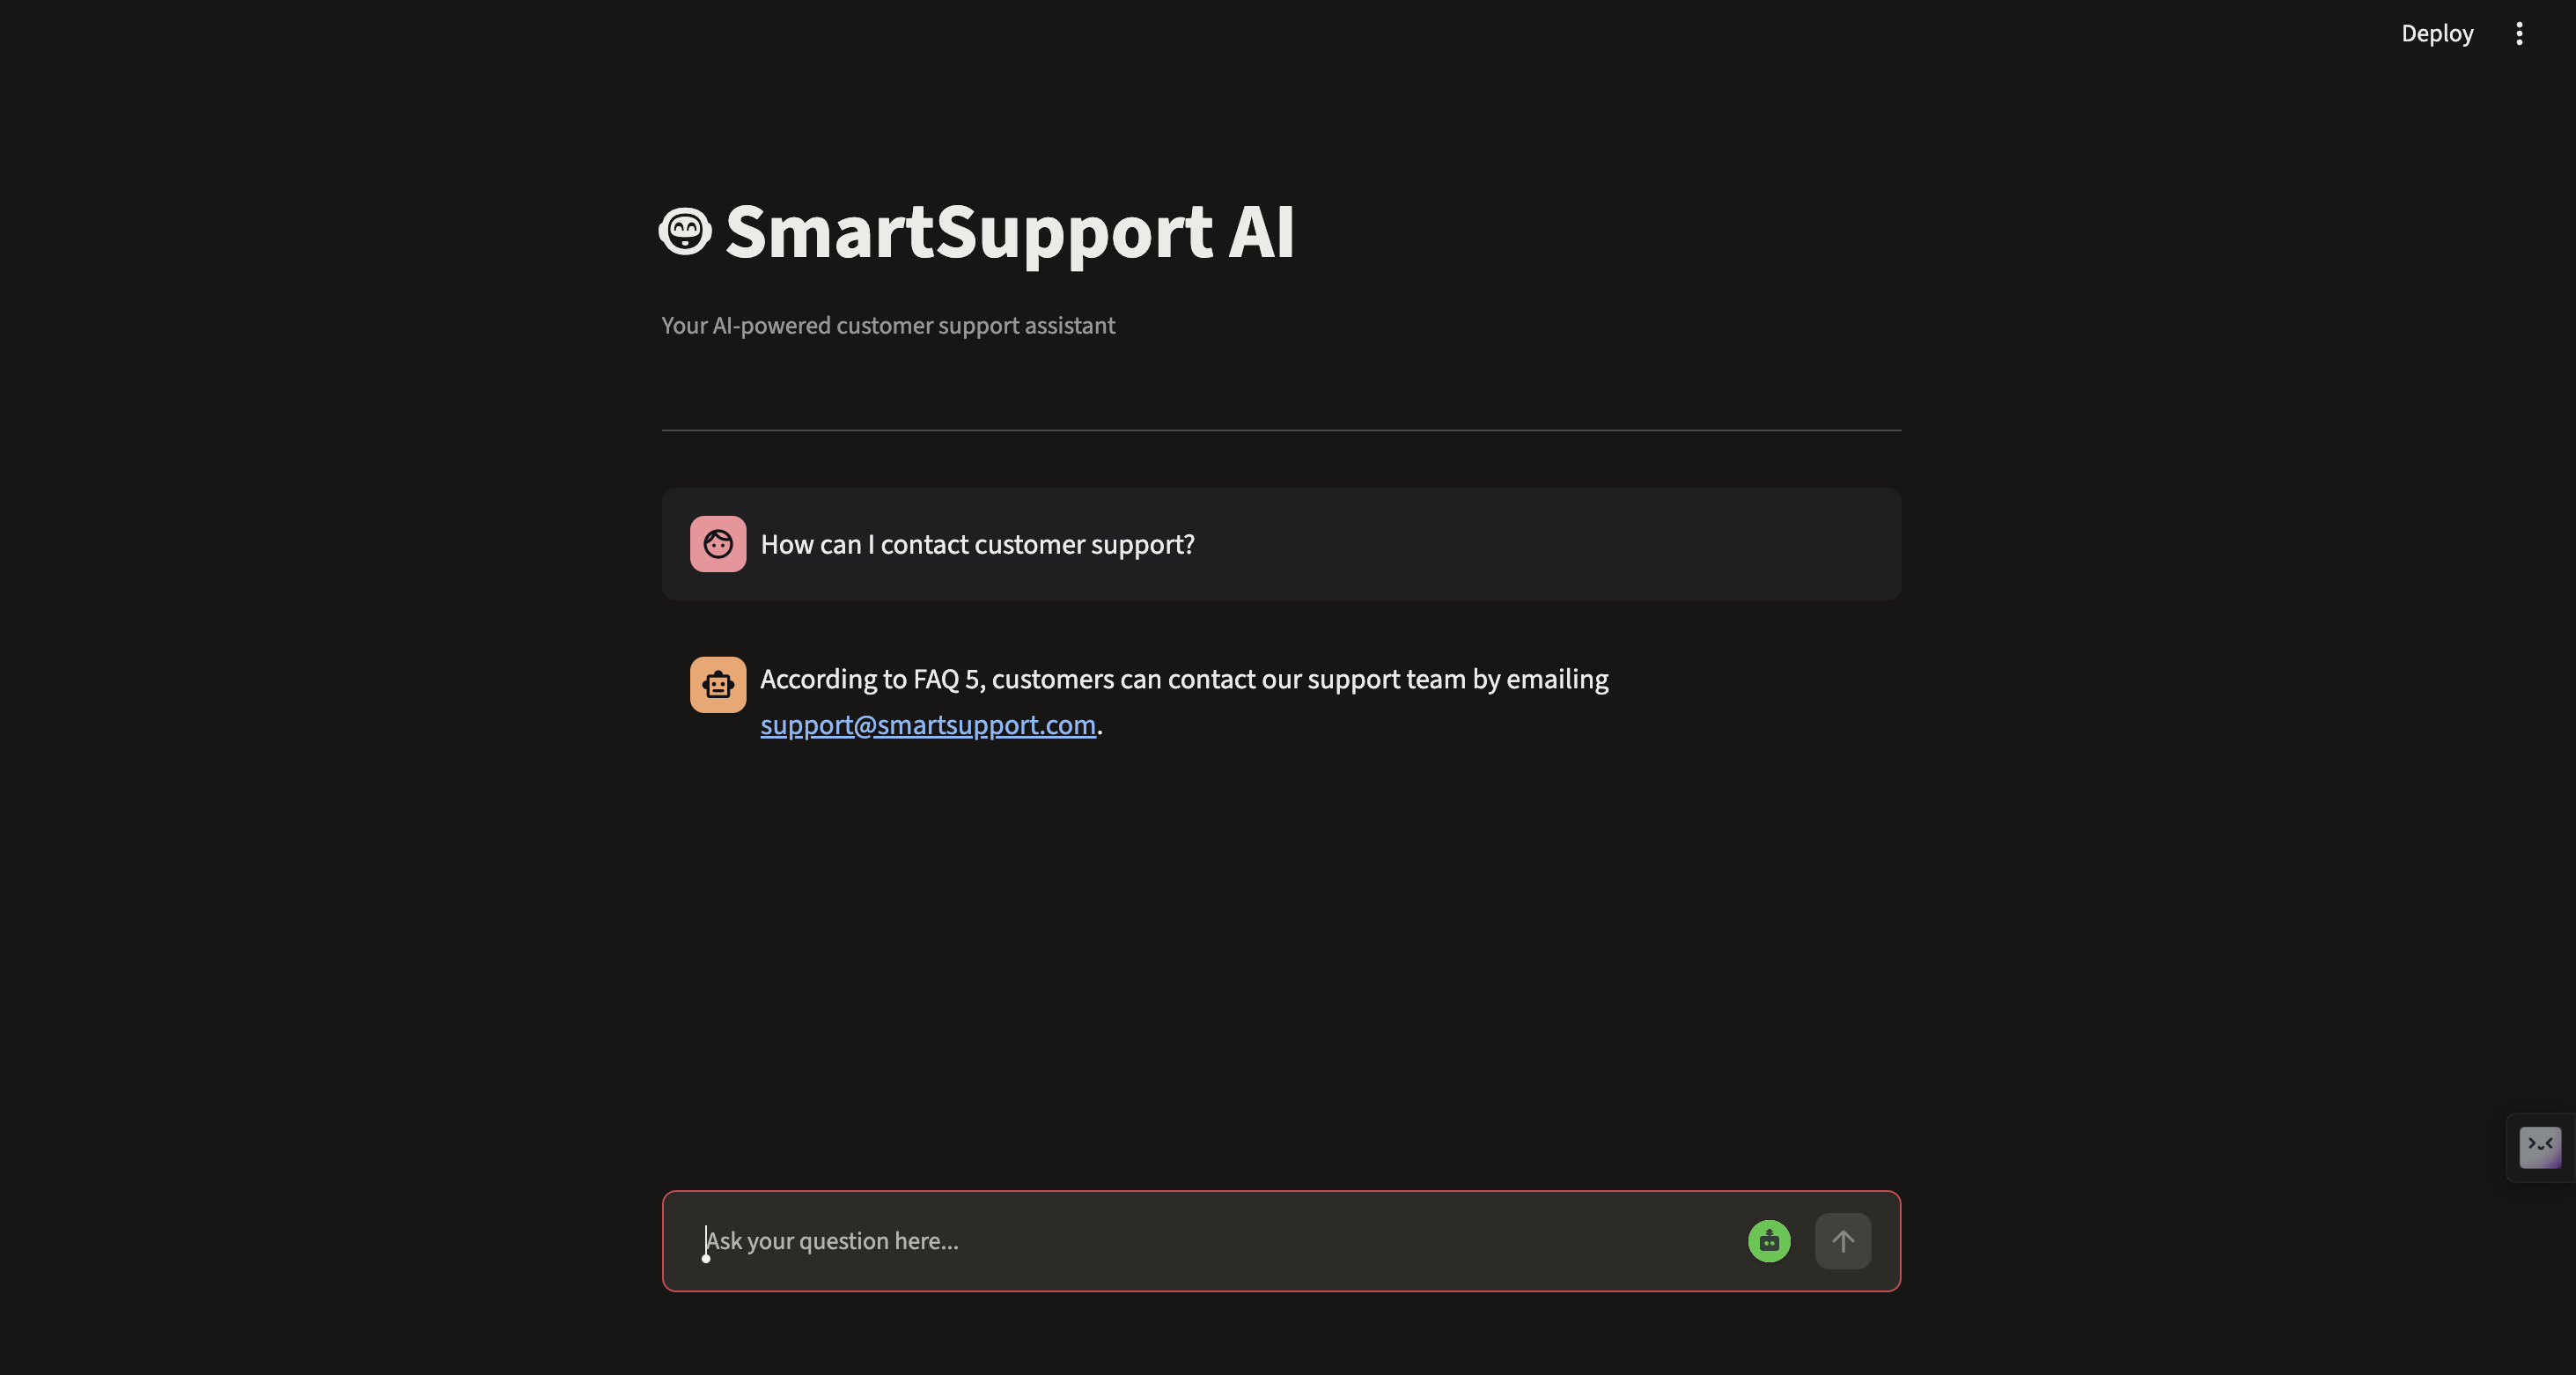 Deploy
SmartSupport AI
Your AI-powered customer support assistant
How can I contact customer support?
According to FAQ 5, customers can contact our support team by emailing
support@smartsupport.com.
Ask your question here...